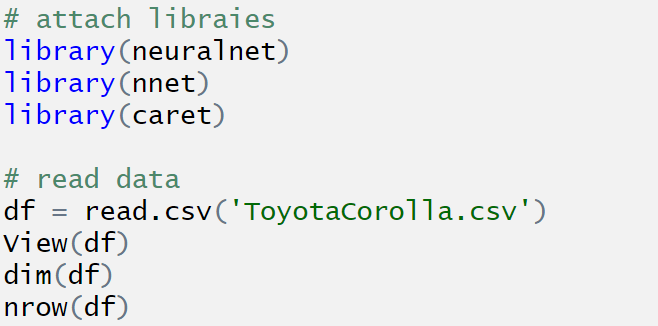 # attach libraies
library(neuralnet)
library(nnet)
library(caret)
# read data
df = read.csv('ToyotaCorolla.csv')
View(df)
dim(df)
nrow(df)